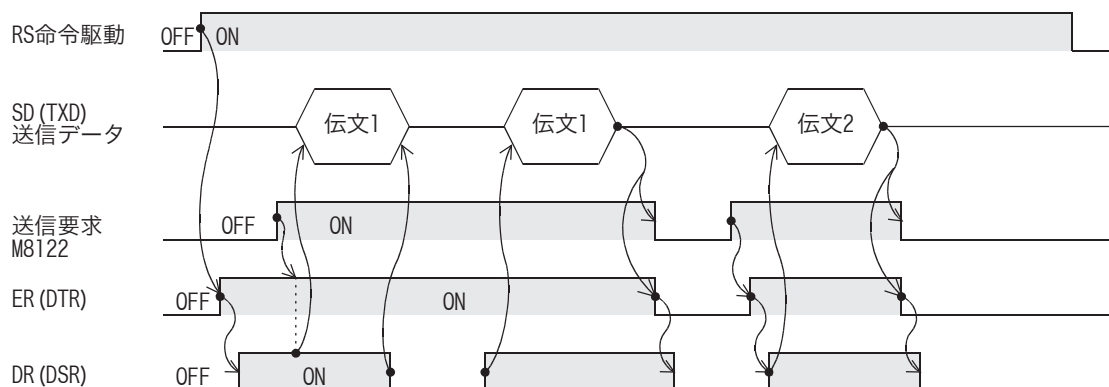 RS命令駆動 OFF ON
SD (TXD)
送信データ
伝文1 伝文1 伝文2
送信要求
M8122
OFF ON
ER (DTR) OFF ON
DR (DSR) OFF ON